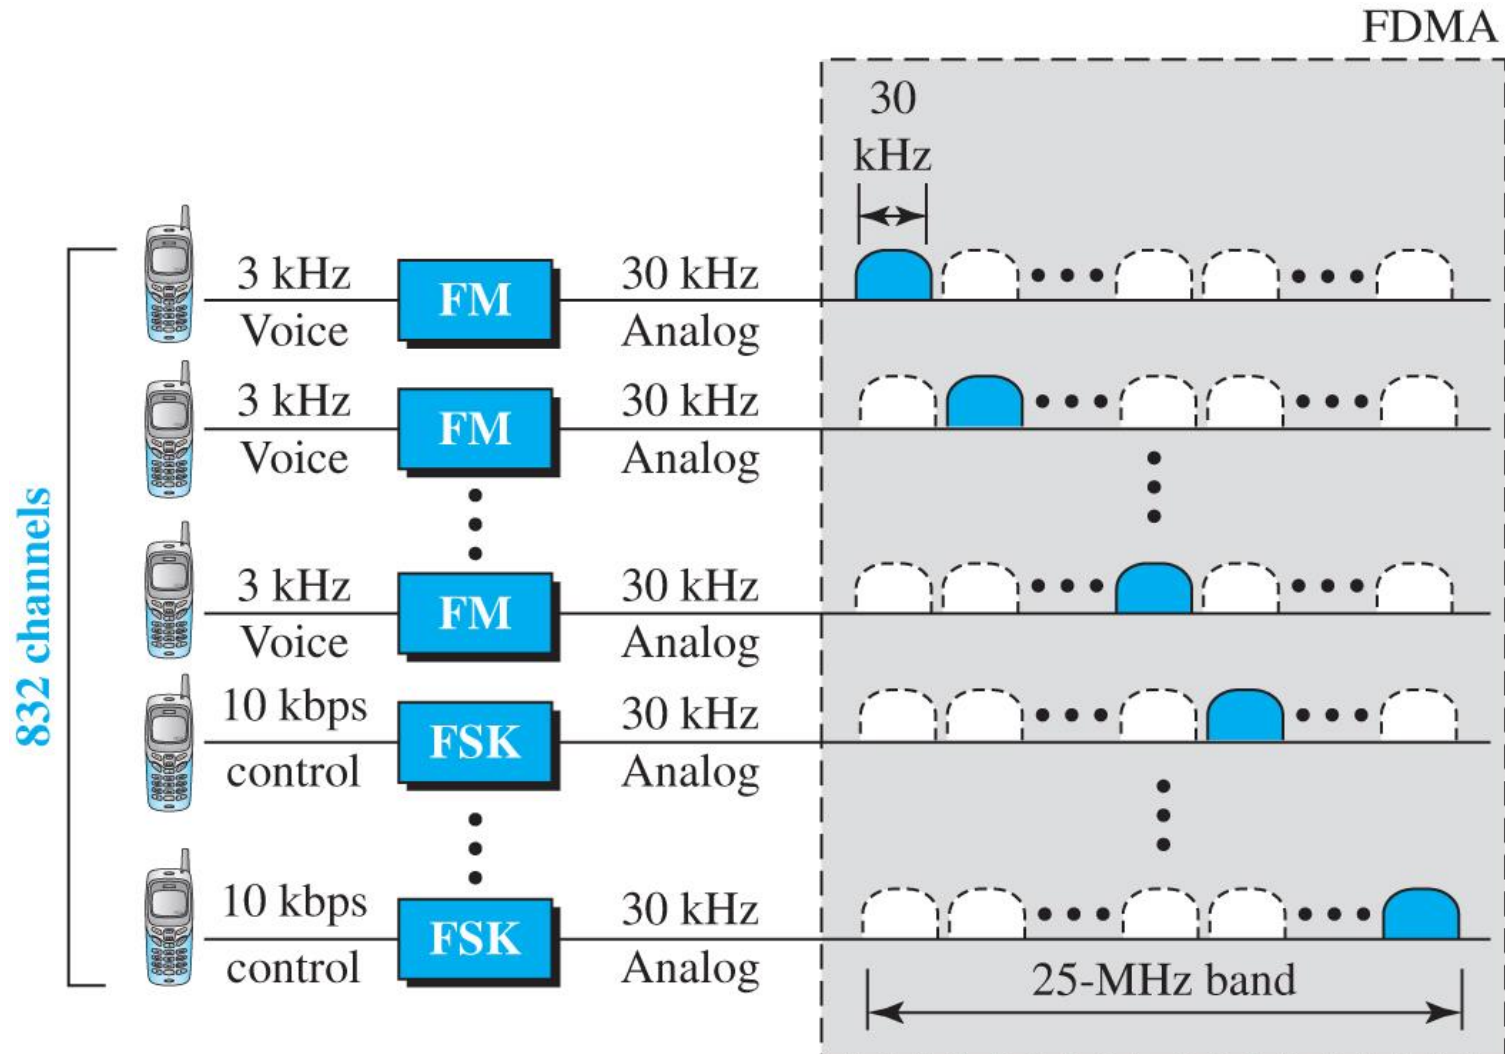 FDMA
30
kHz
832 channels
3 kHz
Voice
FM
30 kHz
Analog
3 kHz
Voice
FM
30 kHz
Analog
3 kHz
Voice
FM
30 kHz
Analog
10 kbps
control
FSK
30 kHz
Analog
10 kbps
control
FSK
30 kHz
Analog
25-MHz band